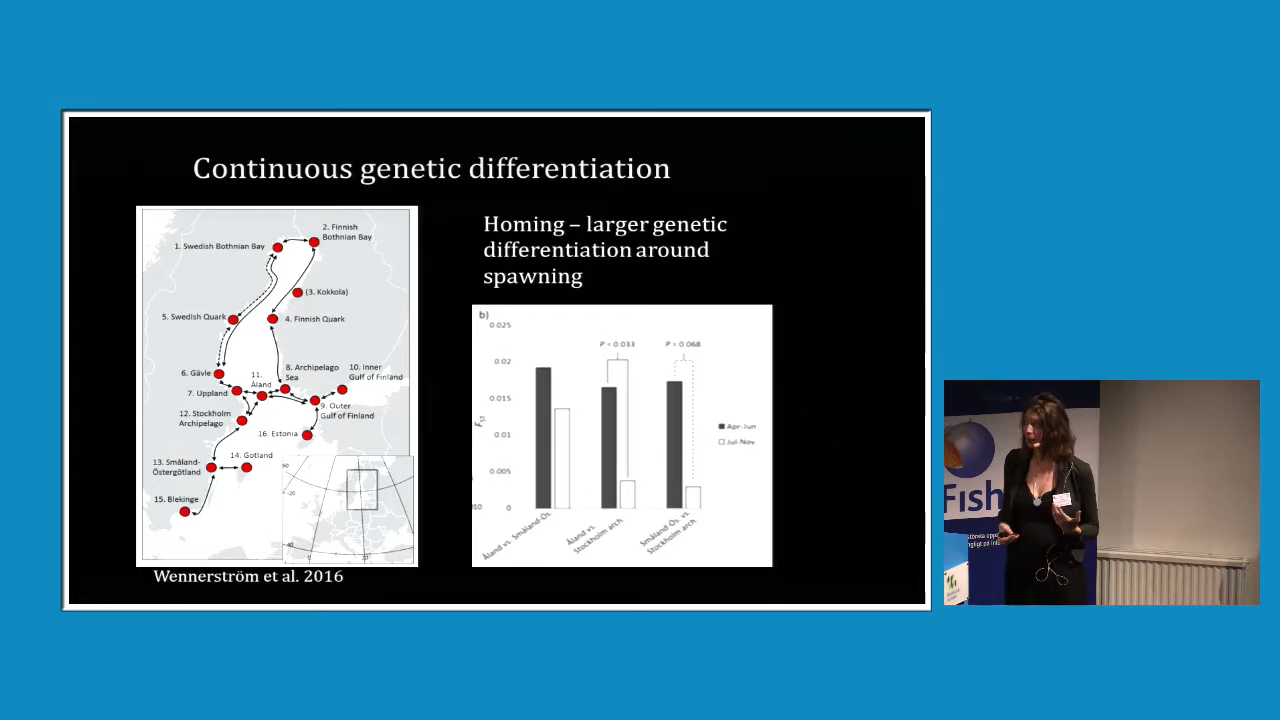 Continuous genetic differentiation
2. Finnish
Bothnian Bay
1. Swedish Bothnian Bay
(3. Kokkola)
5. Swedish Quark
4. Finnish Quark
6. Gävle
11.
Åland
8. Archipelago
Sea
10. Inner
Gulf of Finland
7. Uppland
9. Outer
Gulf of Finland
12. Stockholm
Archipelago
16. Estonia
14. Gotland
13. Småland-
Östergötland
15. Blekinge
60
Wennerström et al. 2016
Homing – larger genetic
differentiation around
spawning
b)
0.025
0.02
0.015
0.01
0.005
0
FST
P = 0.033
P = 0.068
Apr-Jun
Jul-Nov
Åland vs. Småland-Ös.
Åland vs.
Stockholm arch.
Småland-Ös. vs.
Stockholm arch.
Fish